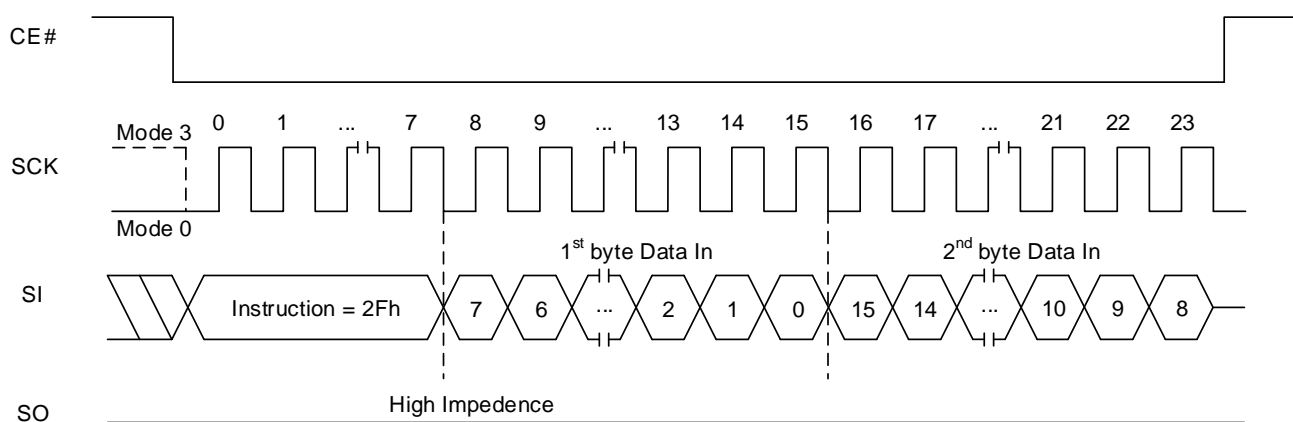 CE#
0 1 ... 7 8 9 ... 13 14 15 16 17 ... 21 22 23
Mode 3
SCK
Mode 0
1st byte Data In 2nd byte Data In
SI Instruction = 2Fh 7 6 ... 2 1 0 15 14 ... 10 9 8
High Impedence
SO